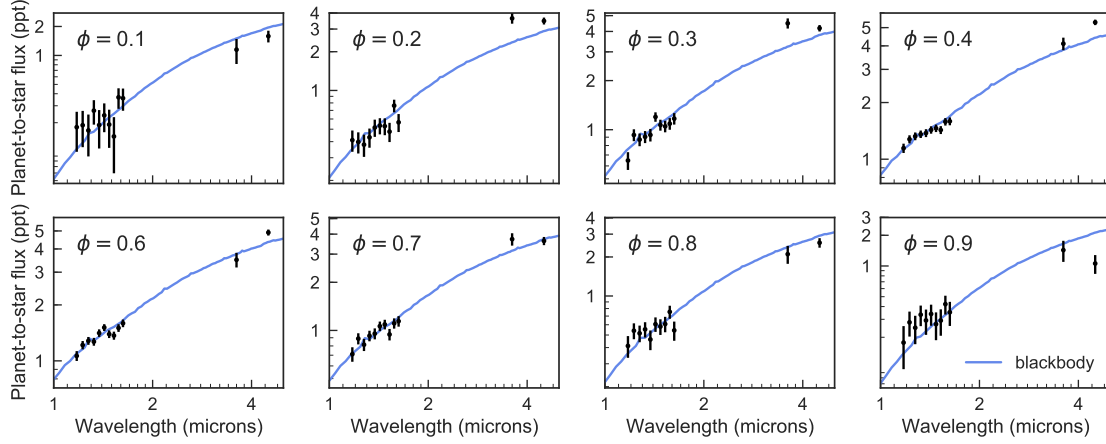 Planet-to-star flux (ppt)
2
1
ϕ = 0.1
4
3
2
1
ϕ = 0.2
5
4
3
2
1
ϕ = 0.3
6
5
4
3
2
1
ϕ = 0.4
Planet-to-star flux (ppt)
5
4
3
2
1
ϕ = 0.6
5
4
3
2
1
ϕ = 0.7
4
3
2
1
ϕ = 0.8
3
2
1
ϕ = 0.9
blackbody
1 2 4
1 2 4
1 2 4
1 2 4
Wavelength (microns)
Wavelength (microns)
Wavelength (microns)
Wavelength (microns)